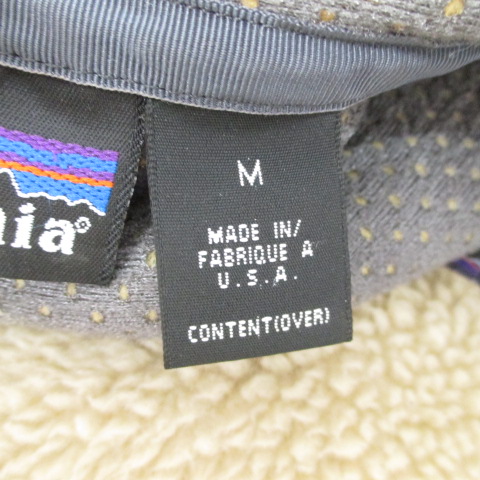 nia®
M
MADE IN/
FABRIQUE A
U.S.A.
CONTENT(OVER)